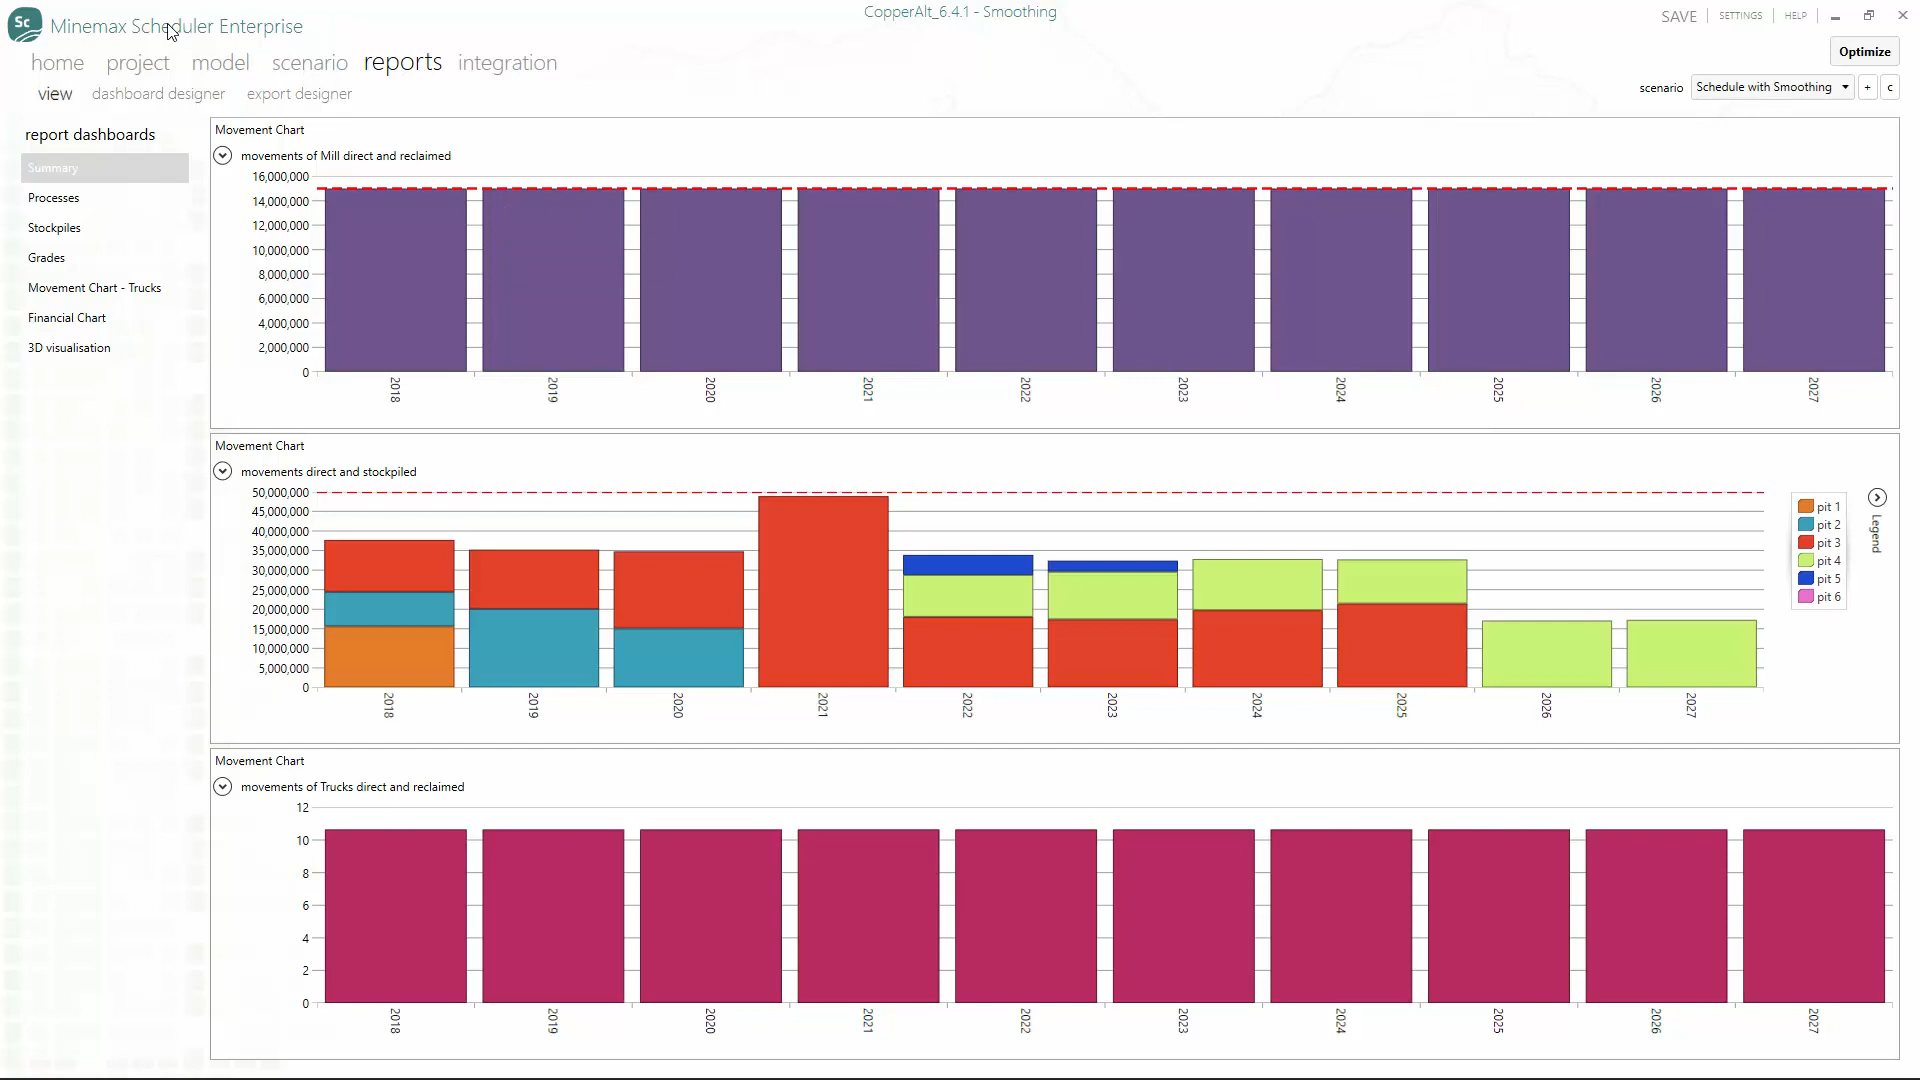 Sc
Minemax Scheduler Enterprise
CopperAlt_6.4.1 - Smoothing
SAVE
SETTINGS
HELP
home project model scenario reports integration
Optimize
view dashboard designer export designer
scenario Schedule with Smoothing + c
report dashboards
Summary
Processes
Stockpiles
Grades
Movement Chart - Trucks
Financial Chart
3D visualisation
Movement Chart
movements of Mill direct and reclaimed
16,000,000
14,000,000
12,000,000
10,000,000
8,000,000
6,000,000
4,000,000
2,000,000
0
2018 2019 2020 2021 2022 2023 2024 2025 2026 2027
Movement Chart
movements direct and stockpiled
50,000,000
45,000,000
40,000,000
35,000,000
30,000,000
25,000,000
20,000,000
15,000,000
10,000,000
5,000,000
0
2018 2019 2020 2021 2022 2023 2024 2025 2026 2027
pit 1
pit 2
pit 3
pit 4
pit 5
pit 6
Legend
Movement Chart
movements of Trucks direct and reclaimed
12
10
8
6
4
2
0
2018 2019 2020 2021 2022 2023 2024 2025 2026 2027